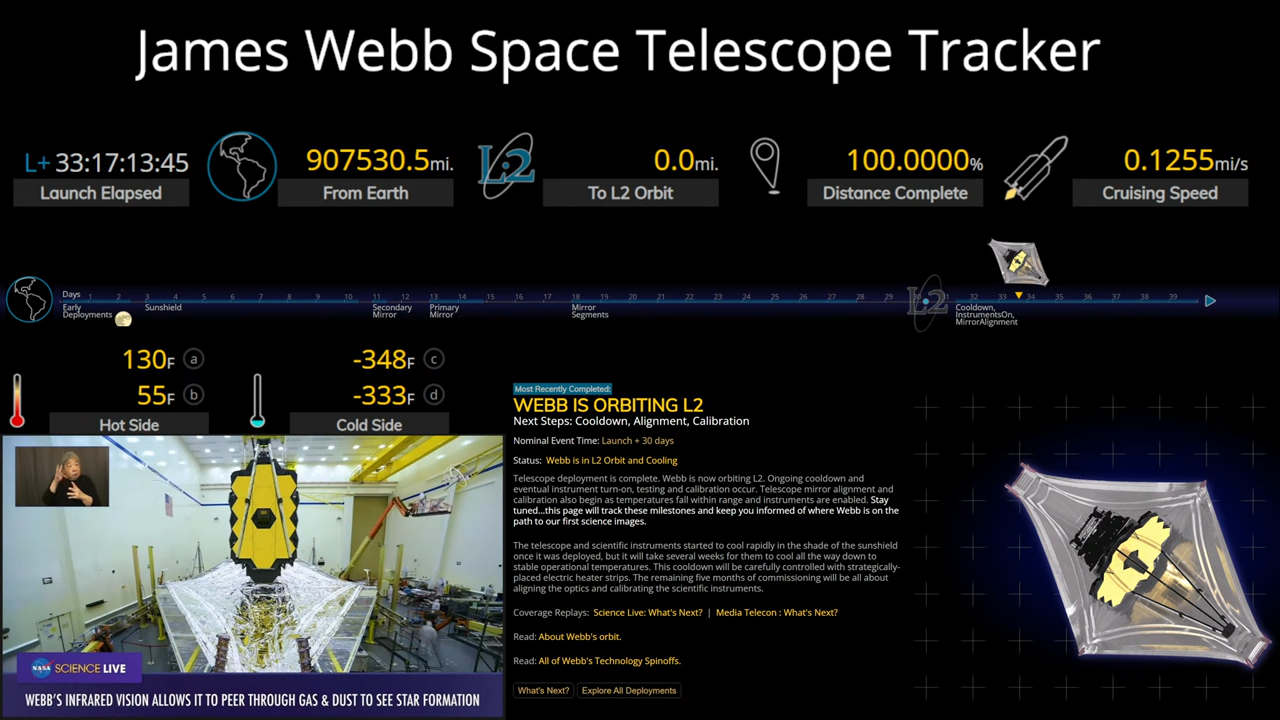 James Webb Space Telescope Tracker
L+ 33:17:13:45
Launch Elapsed
907530.5mi.
From Earth
L2
0.0mi.
To L2 Orbit
100.0000%
Distance Complete
0.1255mi/s
Cruising Speed
Days
1 2 3 4 5 6 7 8 9 10 11 12 13 14 15 16 17 18 19 20 21 22 23 24 25 26 27 28 29 30 31 32 33 34 35 36 37 38 39
Early
Deployments
Sunshield
Secondary
Mirror
Primary
Mirror
Mirror
Segments
L2
Cooldown,
InstrumentsOn,
MirrorAlignment
130F a
55F b
Hot Side
-348F c
-333F d
Cold Side
Most Recently Completed:
WEBB IS ORBITING L2
Next Steps: Cooldown, Alignment, Calibration
Nominal Event Time: Launch + 30 days
Status: Webb is in L2 Orbit and Cooling
Telescope deployment is complete. Webb is now orbiting L2. Ongoing cooldown and
eventual instrument turn-on, testing and calibration occur. Telescope mirror alignment and
calibration also begin as temperatures fall within range and instruments are enabled. Stay
tuned...this page will track these milestones and keep you informed of where Webb is on the
path to our first science images.
The telescope and scientific instruments started to cool rapidly in the shade of the sunshield
once it was deployed, but it will take several weeks for them to cool all the way down to
stable operational temperatures. This cooldown will be carefully controlled with strategically-
placed electric heater strips. The remaining five months of commissioning will be all about
aligning the optics and calibrating the scientific instruments.
Coverage Replays: Science Live: What's Next? | Media Telecon : What's Next?
Read: About Webb's orbit.
Read: All of Webb's Technology Spinoffs.
What's Next? Explore All Deployments
NASA SCIENCE LIVE
WEBB'S INFRARED VISION ALLOWS IT TO PEER THROUGH GAS & DUST TO SEE STAR FORMATION